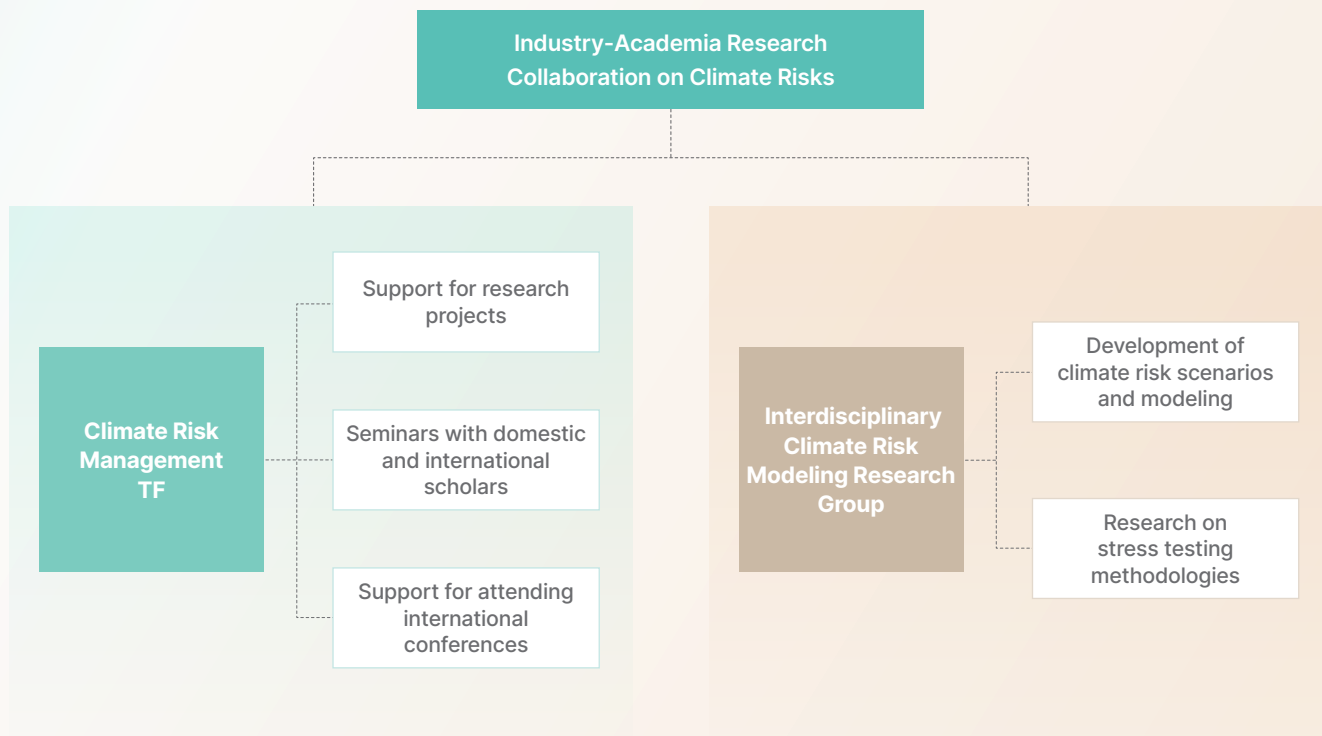 Industry-Academia Research
Collaboration on Climate Risks
Climate Risk
Management
TF
Support for research
projects
Seminars with domestic
and international
scholars
Support for attending
international
conferences
Interdisciplinary
Climate Risk
Modeling Research
Group
Development of
climate risk scenarios
and modeling
Research on
stress testing
methodologies